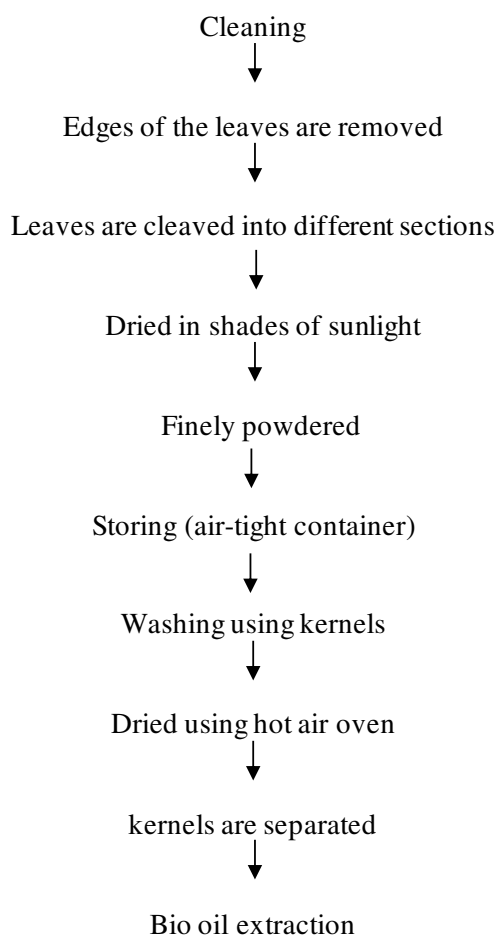 Cleaning
Edges of the leaves are removed
Leaves are cleaved into different sections
Dried in shades of sunlight
Finely powdered
Storing (air-tight container)
Washing using kernels
Dried using hot air oven
kernels are separated
Bio oil extraction